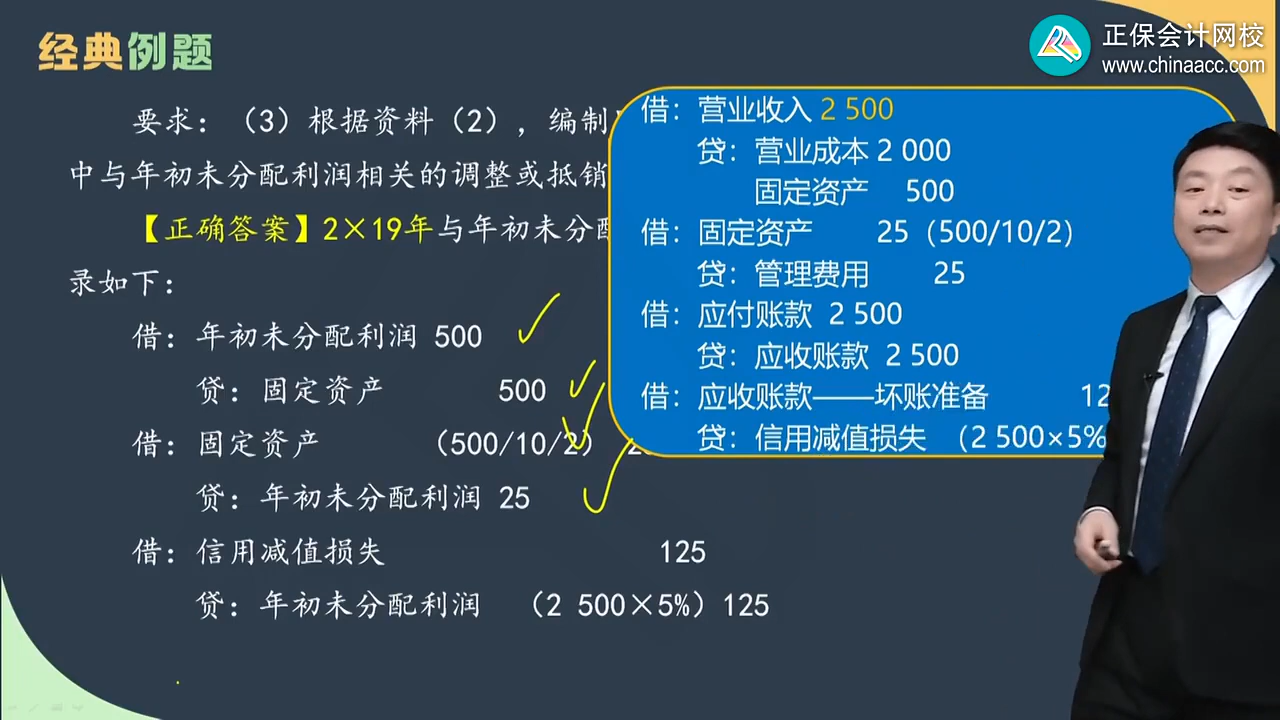 经典例题
正保会计网校
www.chinaacc.com
要求：（3）根据资料（2），编制
中与年初未分配利润相关的调整或抵销
【正确答案】2×19年与年初未分配
录如下：
借：年初未分配利润 500
贷：固定资产 500
借：固定资产 （500/10/2）
贷：年初未分配利润 25
借：信用减值损失 125
贷：年初未分配利润 （2 500×5%）125
借：营业收入 2 500
贷：营业成本 2 000
固定资产 500
借：固定资产 25（500/10/2）
贷：管理费用 25
借：应付账款 2 500
贷：应收账款 2 500
借：应收账款——坏账准备 12
贷：信用减值损失 （2 500×5%